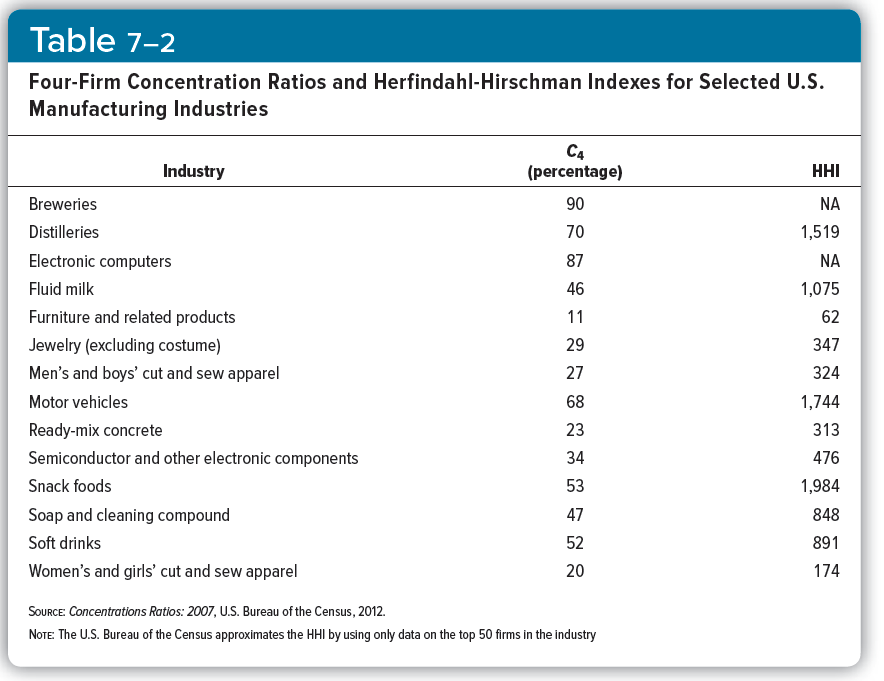 Table 7–2
Four-Firm Concentration Ratios and Herfindahl-Hirschman Indexes for Selected U.S.
Manufacturing Industries
Industry C4 (percentage) HHI
Breweries 90 NA
Distilleries 70 1,519
Electronic computers 87 NA
Fluid milk 46 1,075
Furniture and related products 11 62
Jewelry (excluding costume) 29 347
Men’s and boys’ cut and sew apparel 27 324
Motor vehicles 68 1,744
Ready-mix concrete 23 313
Semiconductor and other electronic components 34 476
Snack foods 53 1,984
Soap and cleaning compound 47 848
Soft drinks 52 891
Women’s and girls’ cut and sew apparel 20 174
Source: Concentrations Ratios: 2007, U.S. Bureau of the Census, 2012.
Note: The U.S. Bureau of the Census approximates the HHI by using only data on the top 50 firms in the industry